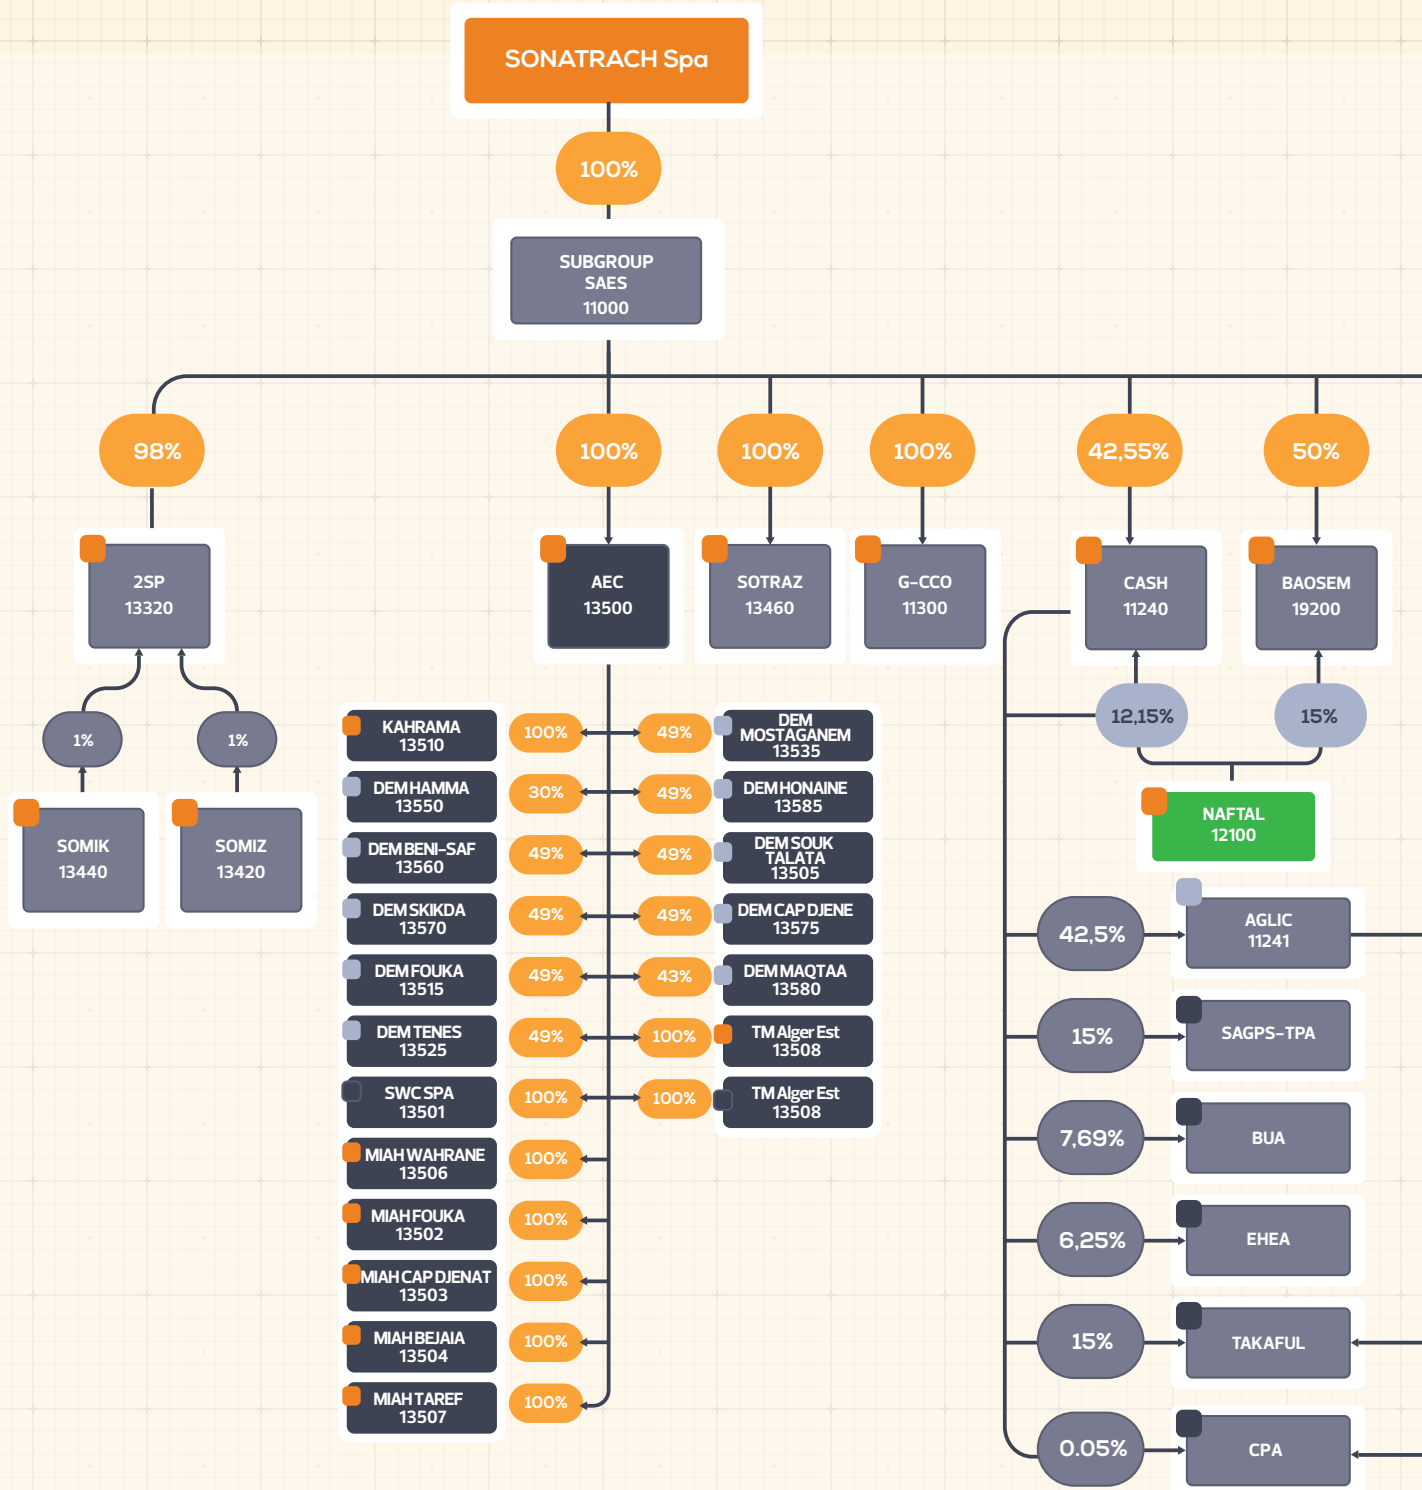 SONATRACH Spa
100%
SUBGROUP
SAES
11000
98%
100%
100%
100%
42,55%
50%
2SP
13320
AEC
13500
SOTRAZ
13460
G-CCO
11300
CASH
11240
BAOSEM
19200
1%
1%
12,15%
15%
SOMIK
13440
SOMIZ
13420
NAFTAL
12100
KAHRAMA
13510
100%
49%
DEM
MOSTAGANEM
13535
DEM HAMMA
13550
30%
49%
DEM HONAINE
13585
DEM BENI-SAF
13560
49%
49%
DEM SOUK
TALATA
13505
DEM SKIKDA
13570
49%
49%
DEM CAP DJENE
13575
DEM FOUKA
13515
49%
43%
DEM MAQTAA
13580
DEM TENES
13525
49%
100%
TM Alger Est
13508
SWC SPA
13501
100%
100%
TM Alger Est
13508
MIAH WAHRANE
13506
100%
MIAH FOUKA
13502
100%
MIAH CAP DJENAT
13503
100%
MIAH BEJAIA
13504
100%
MIAH TAREF
13507
100%
42,5%
AGLIC
11241
15%
SAGPS-TPA
7,69%
BUA
6,25%
EHEA
15%
TAKAFUL
0.05%
CPA